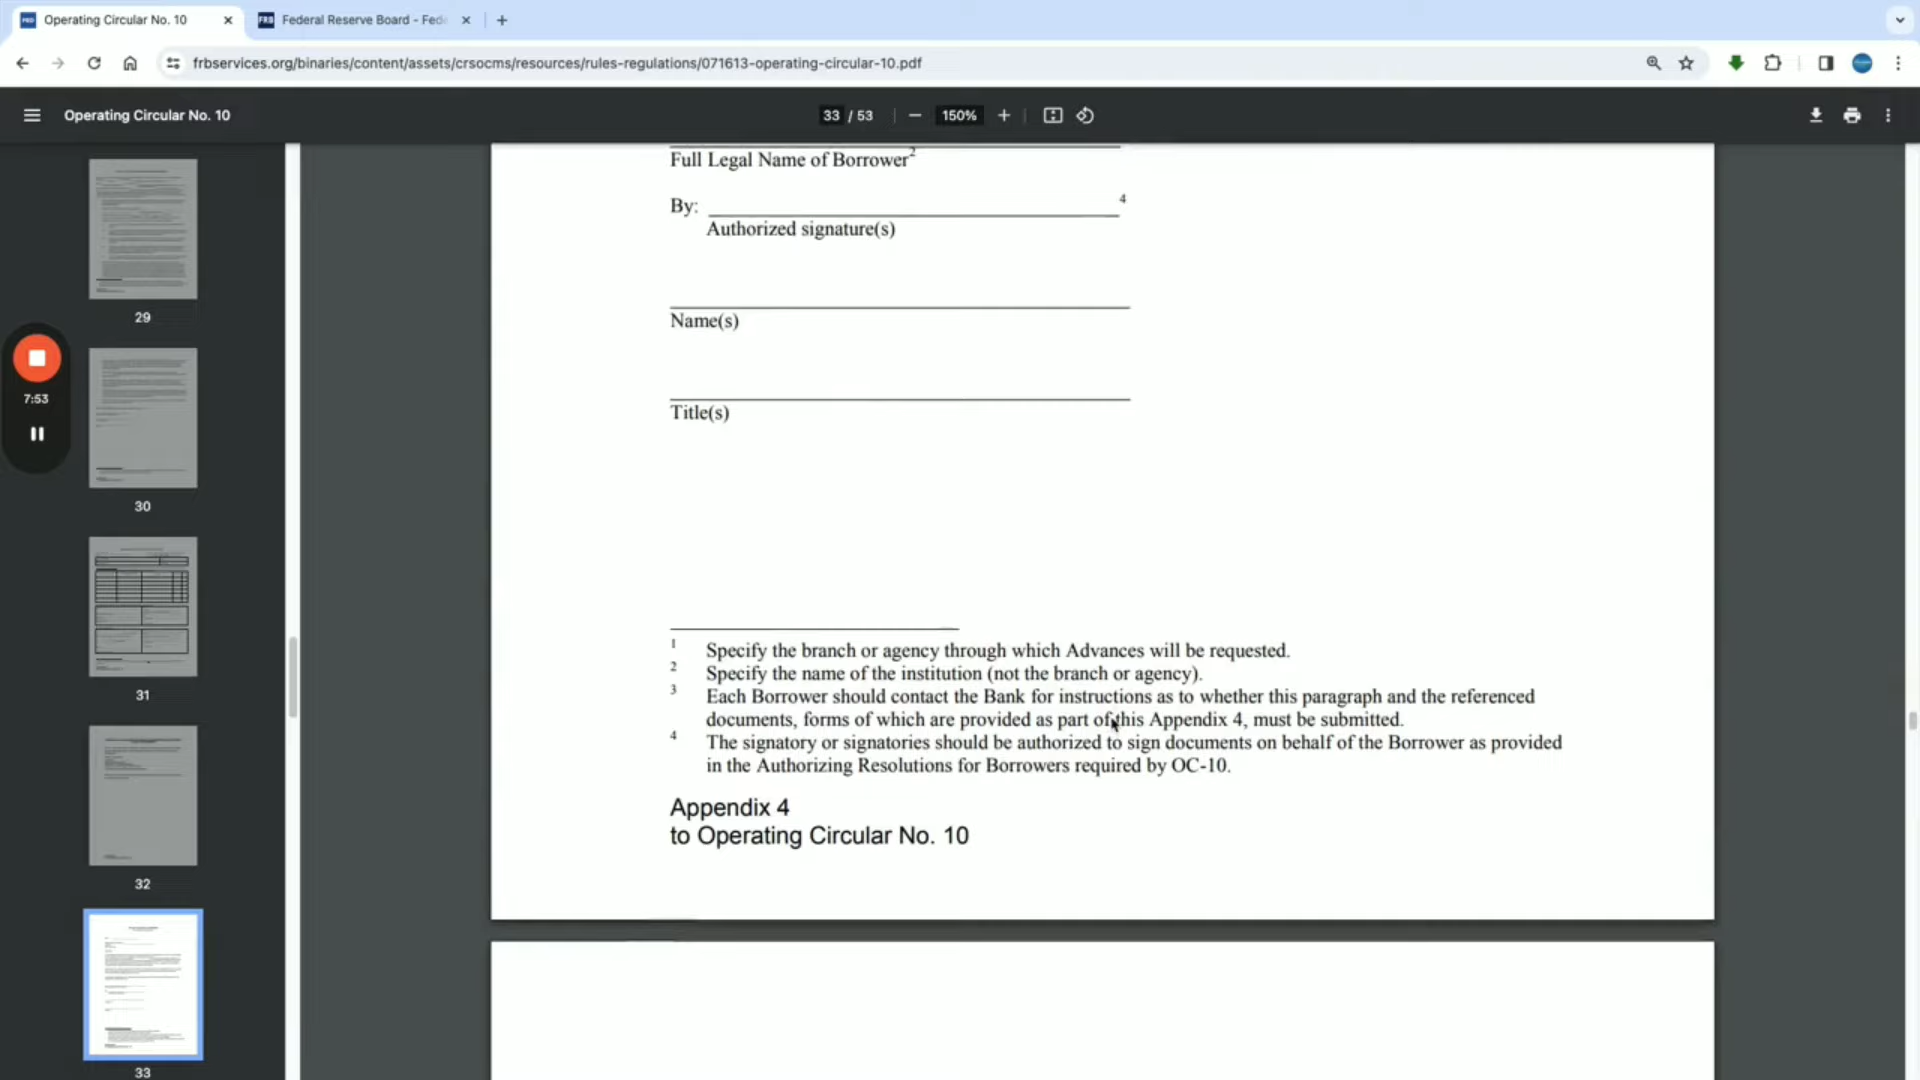 Operating Circular No. 10
FRB Federal Reserve Board - Fede
frbservices.org/binaries/content/assets/crsocms/resources/rules-regulations/071613-operating-circular-10.pdf
Operating Circular No. 10
33 / 53
150%
29
30
31
32
33
7:53
Full Legal Name of Borrower2
By: 4
Authorized signature(s)
Name(s)
Title(s)
1 Specify the branch or agency through which Advances will be requested.
2 Specify the name of the institution (not the branch or agency).
3 Each Borrower should contact the Bank for instructions as to whether this paragraph and the referenced
documents, forms of which are provided as part of this Appendix 4, must be submitted.
4 The signatory or signatories should be authorized to sign documents on behalf of the Borrower as provided
in the Authorizing Resolutions for Borrowers required by OC-10.
Appendix 4
to Operating Circular No. 10